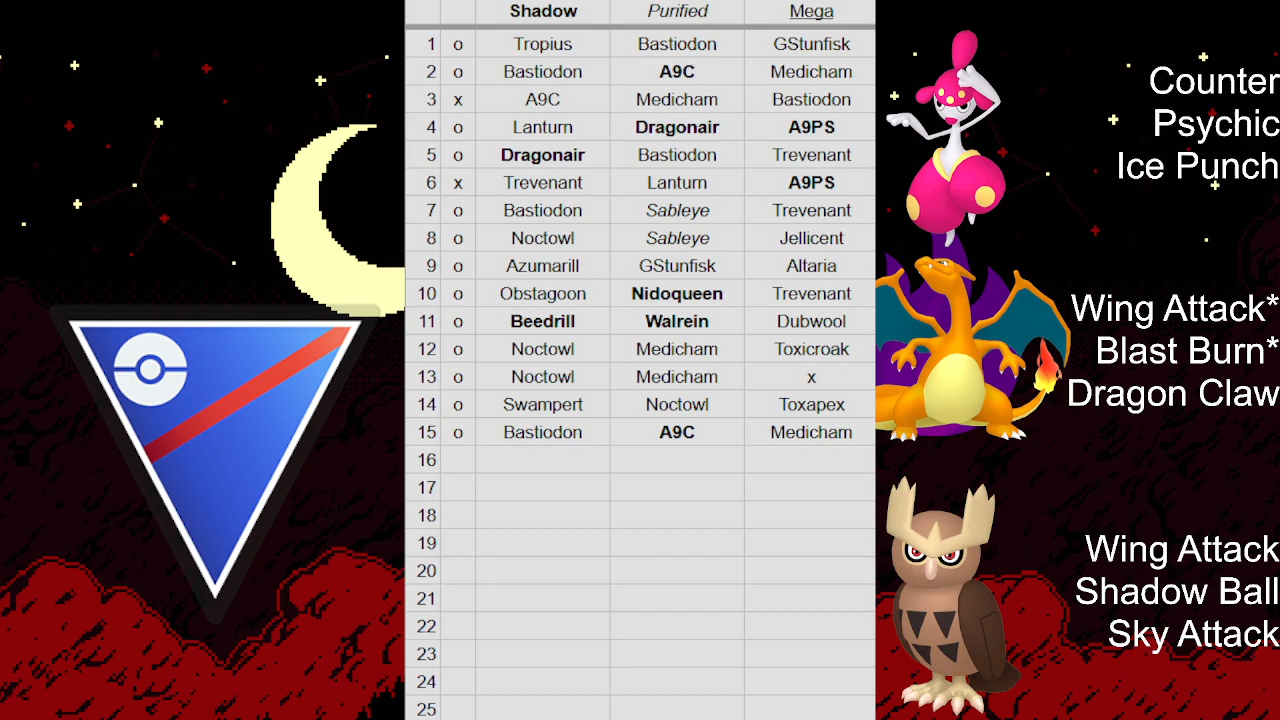 Shadow Purified Mega
1 o Tropius Bastiodon GStunfisk
2 o Bastiodon A9C Medicham
3 x A9C Medicham Bastiodon
4 o Lanturn Dragonair A9PS
5 o Dragonair Bastiodon Trevenant
6 x Trevenant Lanturn A9PS
7 o Bastiodon Sableye Trevenant
8 o Noctowl Sableye Jellicent
9 o Azumarill GStunfisk Altaria
10 o Obstagoon Nidoqueen Trevenant
11 o Beedrill Walrein Dubwool
12 o Noctowl Medicham Toxicroak
13 o Noctowl Medicham x
14 o Swampert Noctowl Toxapex
15 o Bastiodon A9C Medicham
16
17
18
19
20
21
22
23
24
25
Counter
Psychic
Ice Punch
Wing Attack*
Blast Burn*
Dragon Claw
Wing Attack
Shadow Ball
Sky Attack